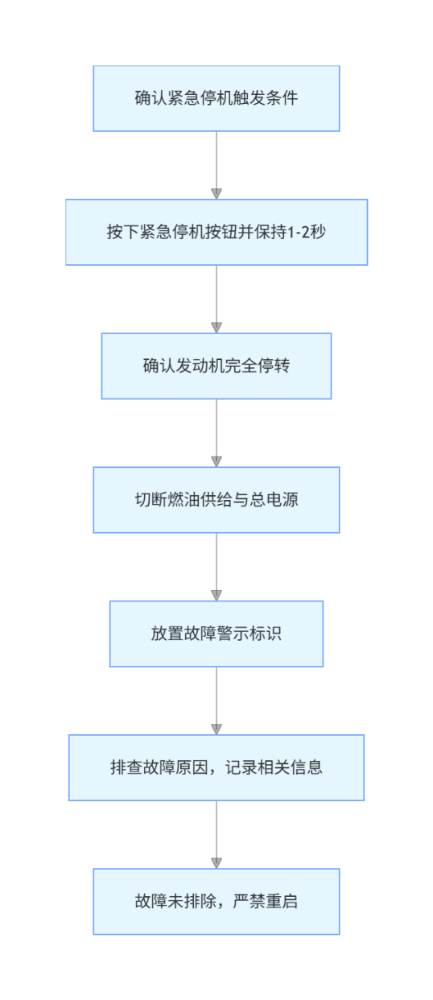 确认紧急停机触发条件
按下紧急停机按钮并保持1-2秒
确认发动机完全停转
切断燃油供给与总电源
放置故障警示标识
排查故障原因，记录相关信息
故障未排除，严禁重启